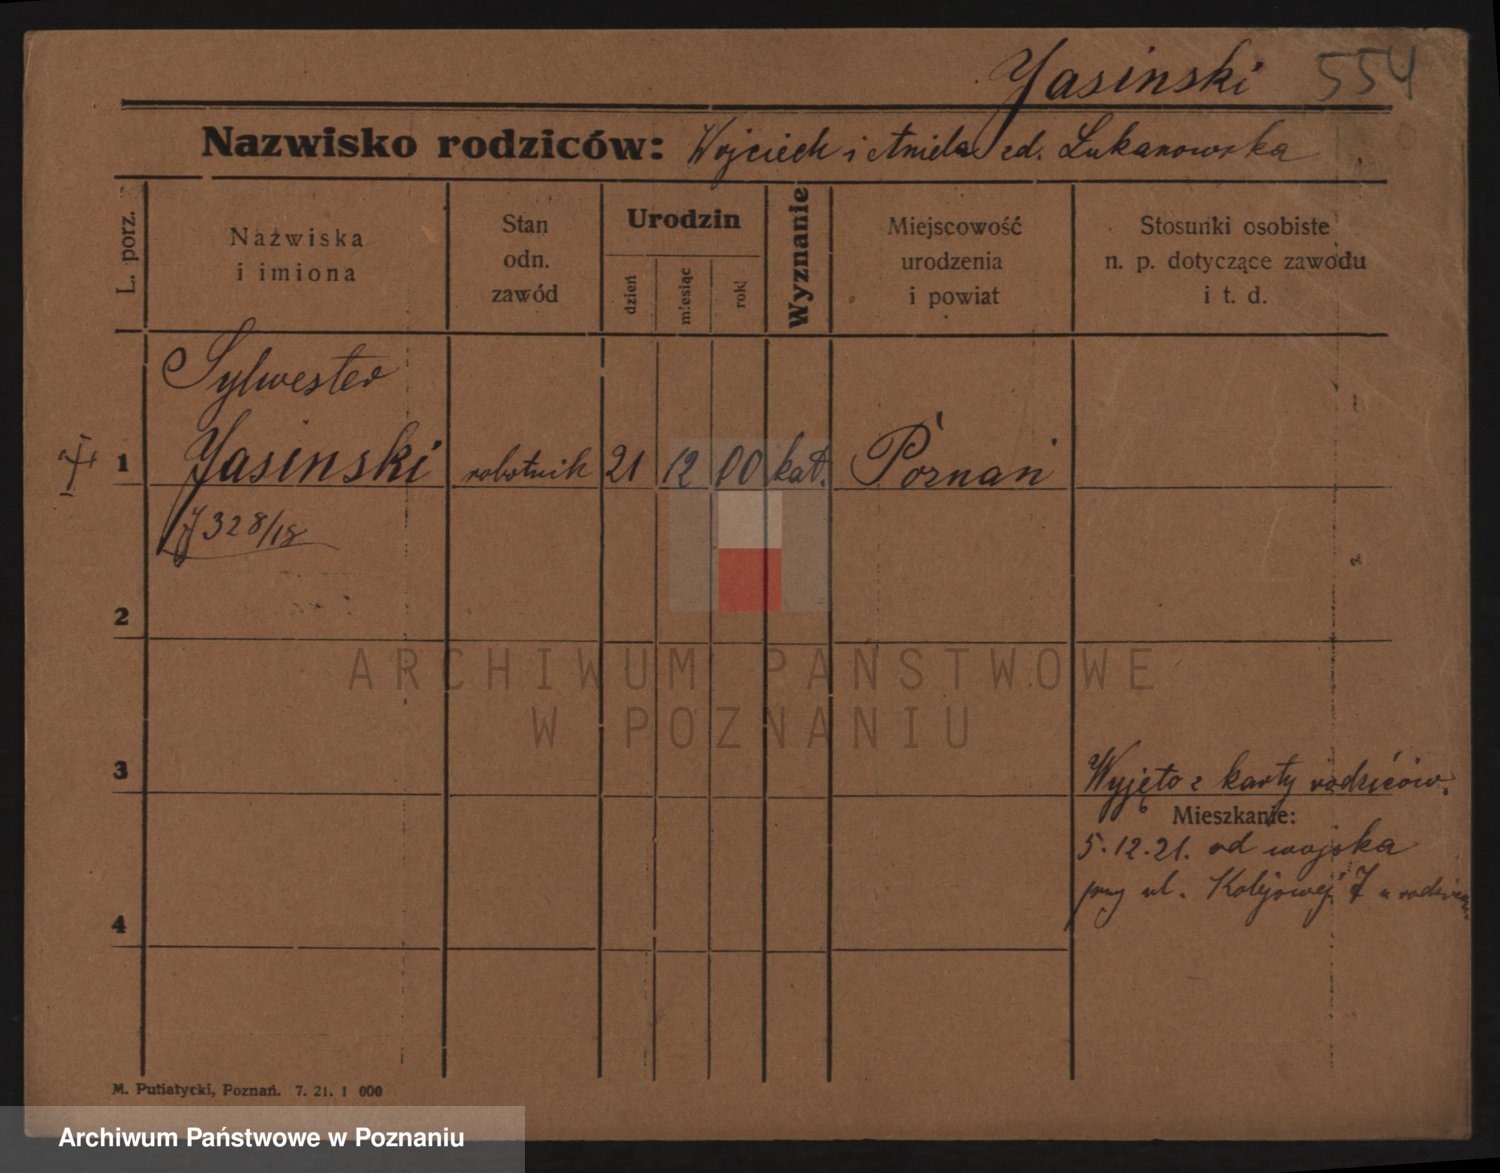 Yasinski 554
Nazwisko rodziców: Wojciech i Aniela zd. Lukanowska
L. porz.
Nazwiska
i imiona
Stan
odn.
zawód
Urodzin
dzień
miesiąc
rok
Wyznanie
Miejscowość
urodzenia
i powiat
Stosunki osobiste
n. p. dotyczące zawodu
i t. d.
Sylwester
1 Yasinski robotnik 21 12 00 kat. Poznań
J 328/18
2
ARCHIWUM PAŃSTWOWE
W POZNANIU
3
Wyjęto z karty rodziców.
Mieszkanie:
5.12.21. od wojska
przy ul. Kolejowej 7 u
4
M. Putiatycki, Poznań. 7. 21. 1 000
Archiwum Państwowe w Poznaniu